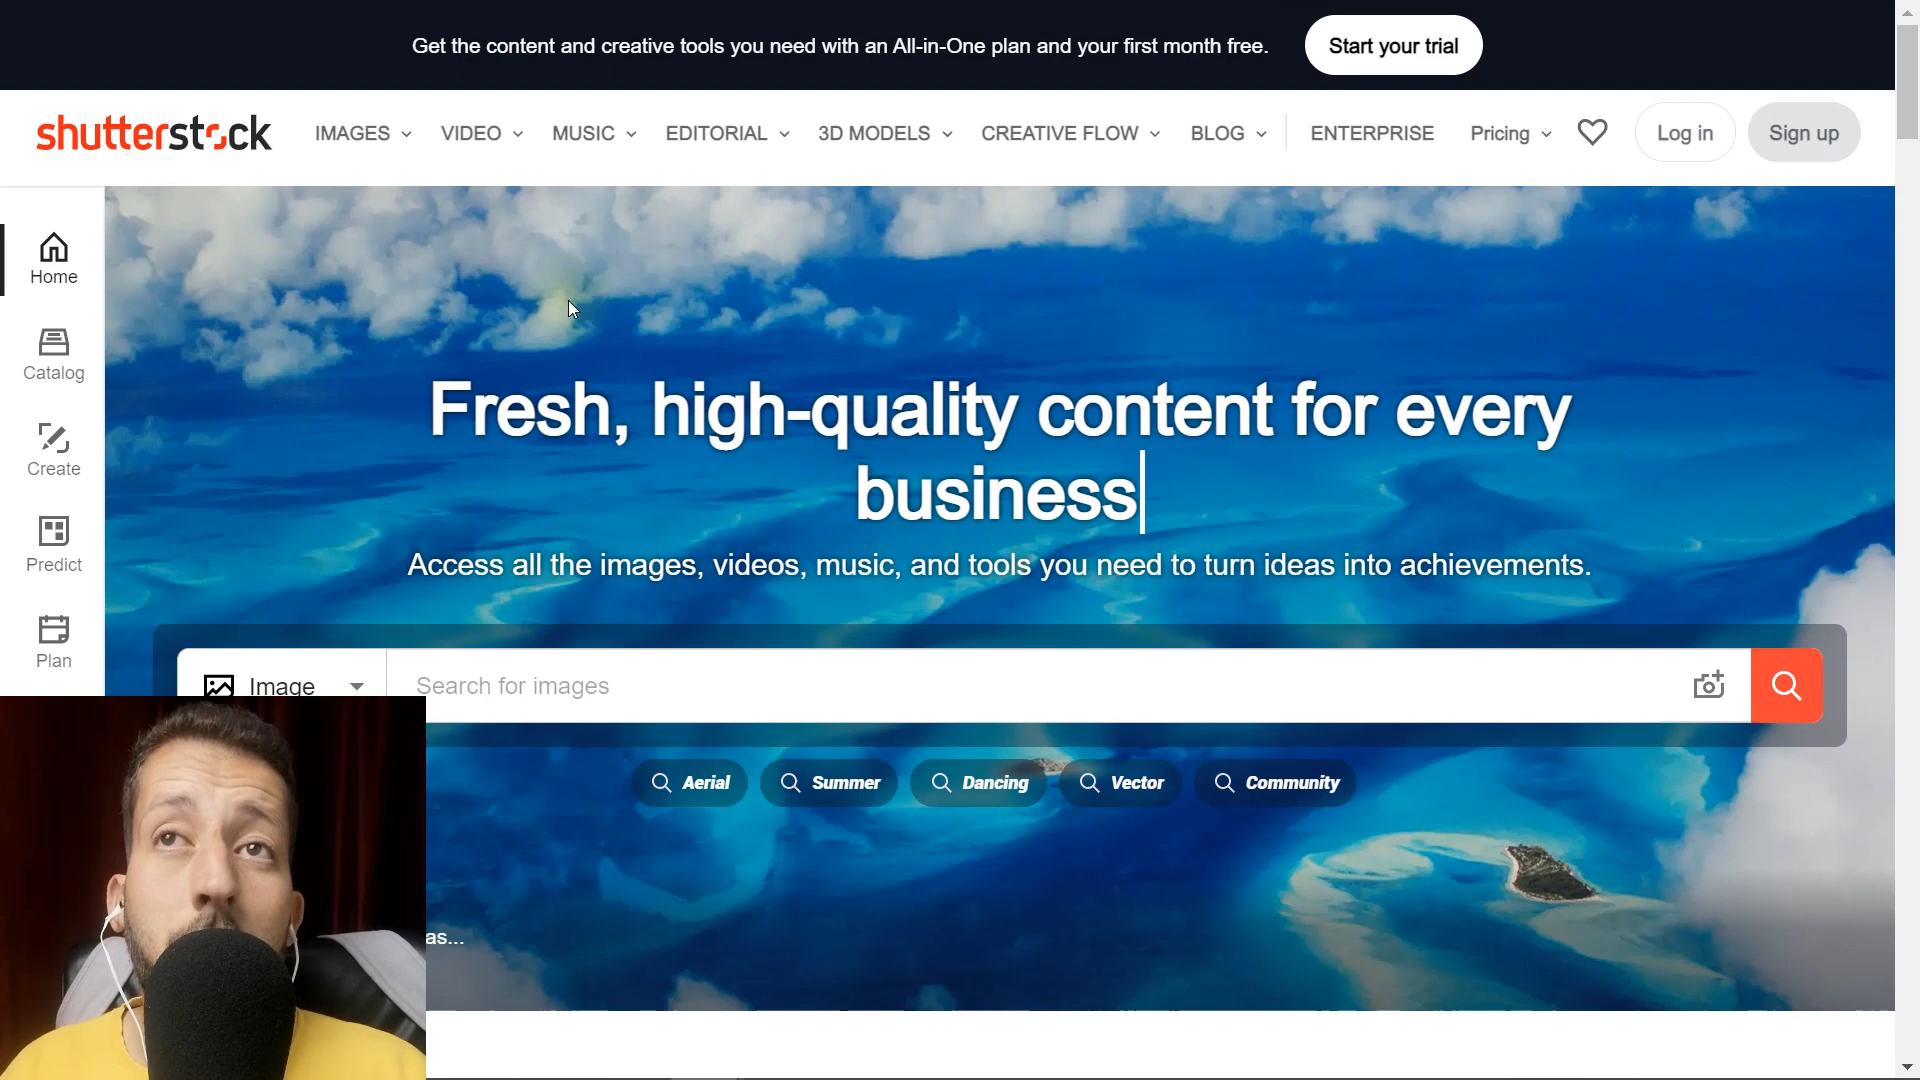 Get the content and creative tools you need with an All-in-One plan and your first month free. Start your trial
shutterstock IMAGES VIDEO MUSIC EDITORIAL 3D MODELS CREATIVE FLOW BLOG ENTERPRISE Pricing Log in Sign up
Home
Catalog
Create
Predict
Plan
Fresh, high-quality content for every
business
Access all the images, videos, music, and tools you need to turn ideas into achievements.
Image Search for images
Aerial Summer Dancing Vector Community
as...